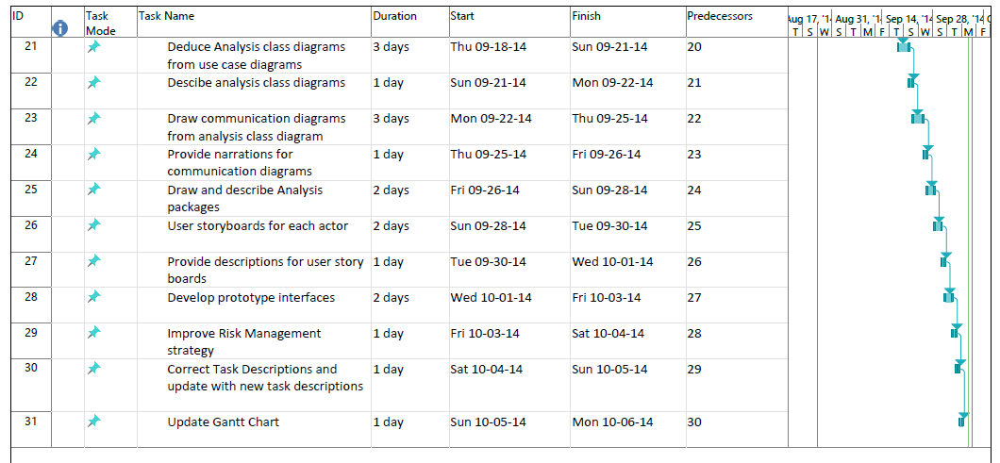 ID Task Mode Task Name Duration Start Finish Predecessors Aug 17, '14 Aug 31, '14 Sep 14, '14 Sep 28, '14
T S W S T M F T S W S T M F
21 Deduce Analysis class diagrams 3 days Thu 09-18-14 Sun 09-21-14 20
from use case diagrams
22 Descibe analysis class diagrams 1 day Sun 09-21-14 Mon 09-22-14 21
23 Draw communication diagrams 3 days Mon 09-22-14 Thu 09-25-14 22
from analysis class diagram
24 Provide narrations for 1 day Thu 09-25-14 Fri 09-26-14 23
communication diagrams
25 Draw and describe Analysis 2 days Fri 09-26-14 Sun 09-28-14 24
packages
26 User storyboards for each actor 2 days Sun 09-28-14 Tue 09-30-14 25
27 Provide descriptions for user story 1 day Tue 09-30-14 Wed 10-01-14 26
boards
28 Develop prototype interfaces 2 days Wed 10-01-14 Fri 10-03-14 27
29 Improve Risk Management 1 day Fri 10-03-14 Sat 10-04-14 28
strategy
30 Correct Task Descriptions and 1 day Sat 10-04-14 Sun 10-05-14 29
update with new task descriptions
31 Update Gantt Chart 1 day Sun 10-05-14 Mon 10-06-14 30